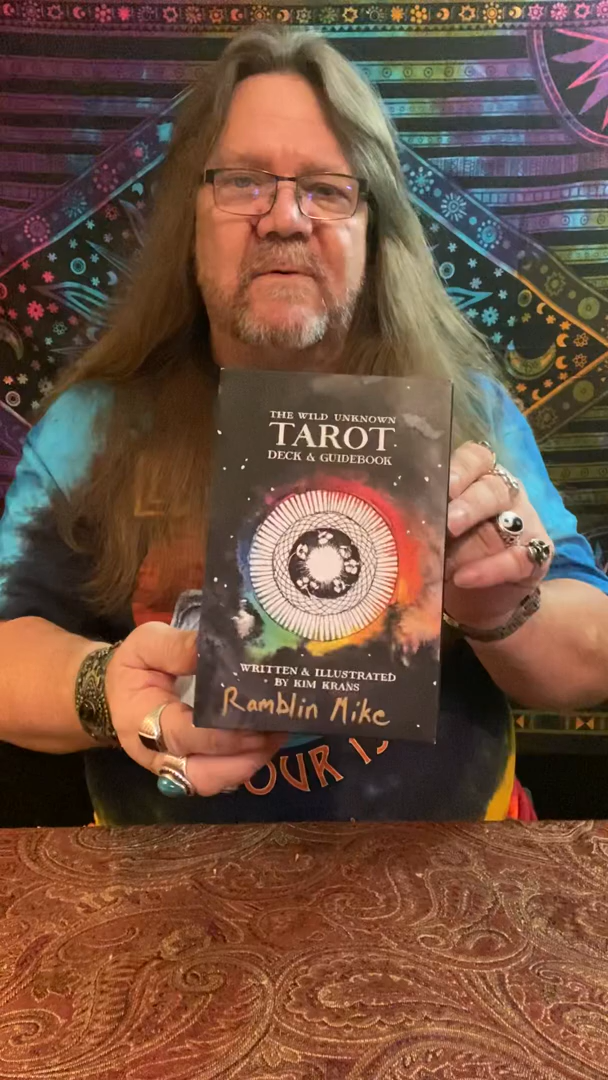 THE WILD UNKNOWN
TAROT
DECK & GUIDEBOOK
WRITTEN & ILLUSTRATED
BY KIM KRANS
Ramblin Mike
OUR